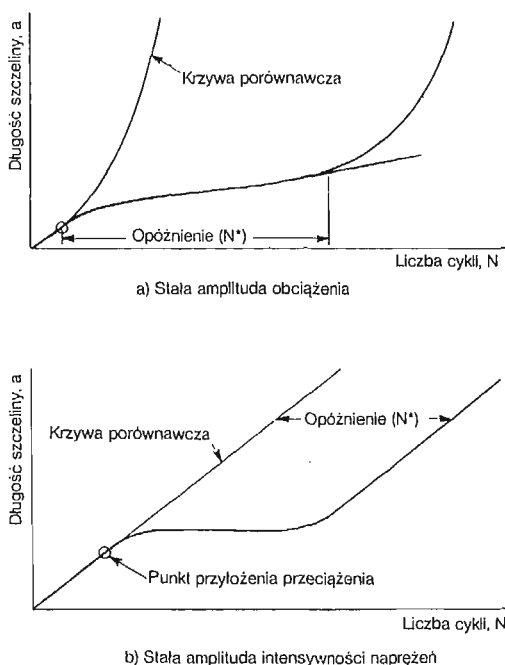 Długość szczeliny, a
Krzywa porównawcza
Opóźnienie (N*)
Liczba cykli, N
a) Stała amplituda obciążenia
Długość szczeliny, a
Krzywa porównawcza
Opóźnienie (N*)
Punkt przyłożenia przeciążenia
Liczba cykli, N
b) Stała amplituda intensywności naprężeń